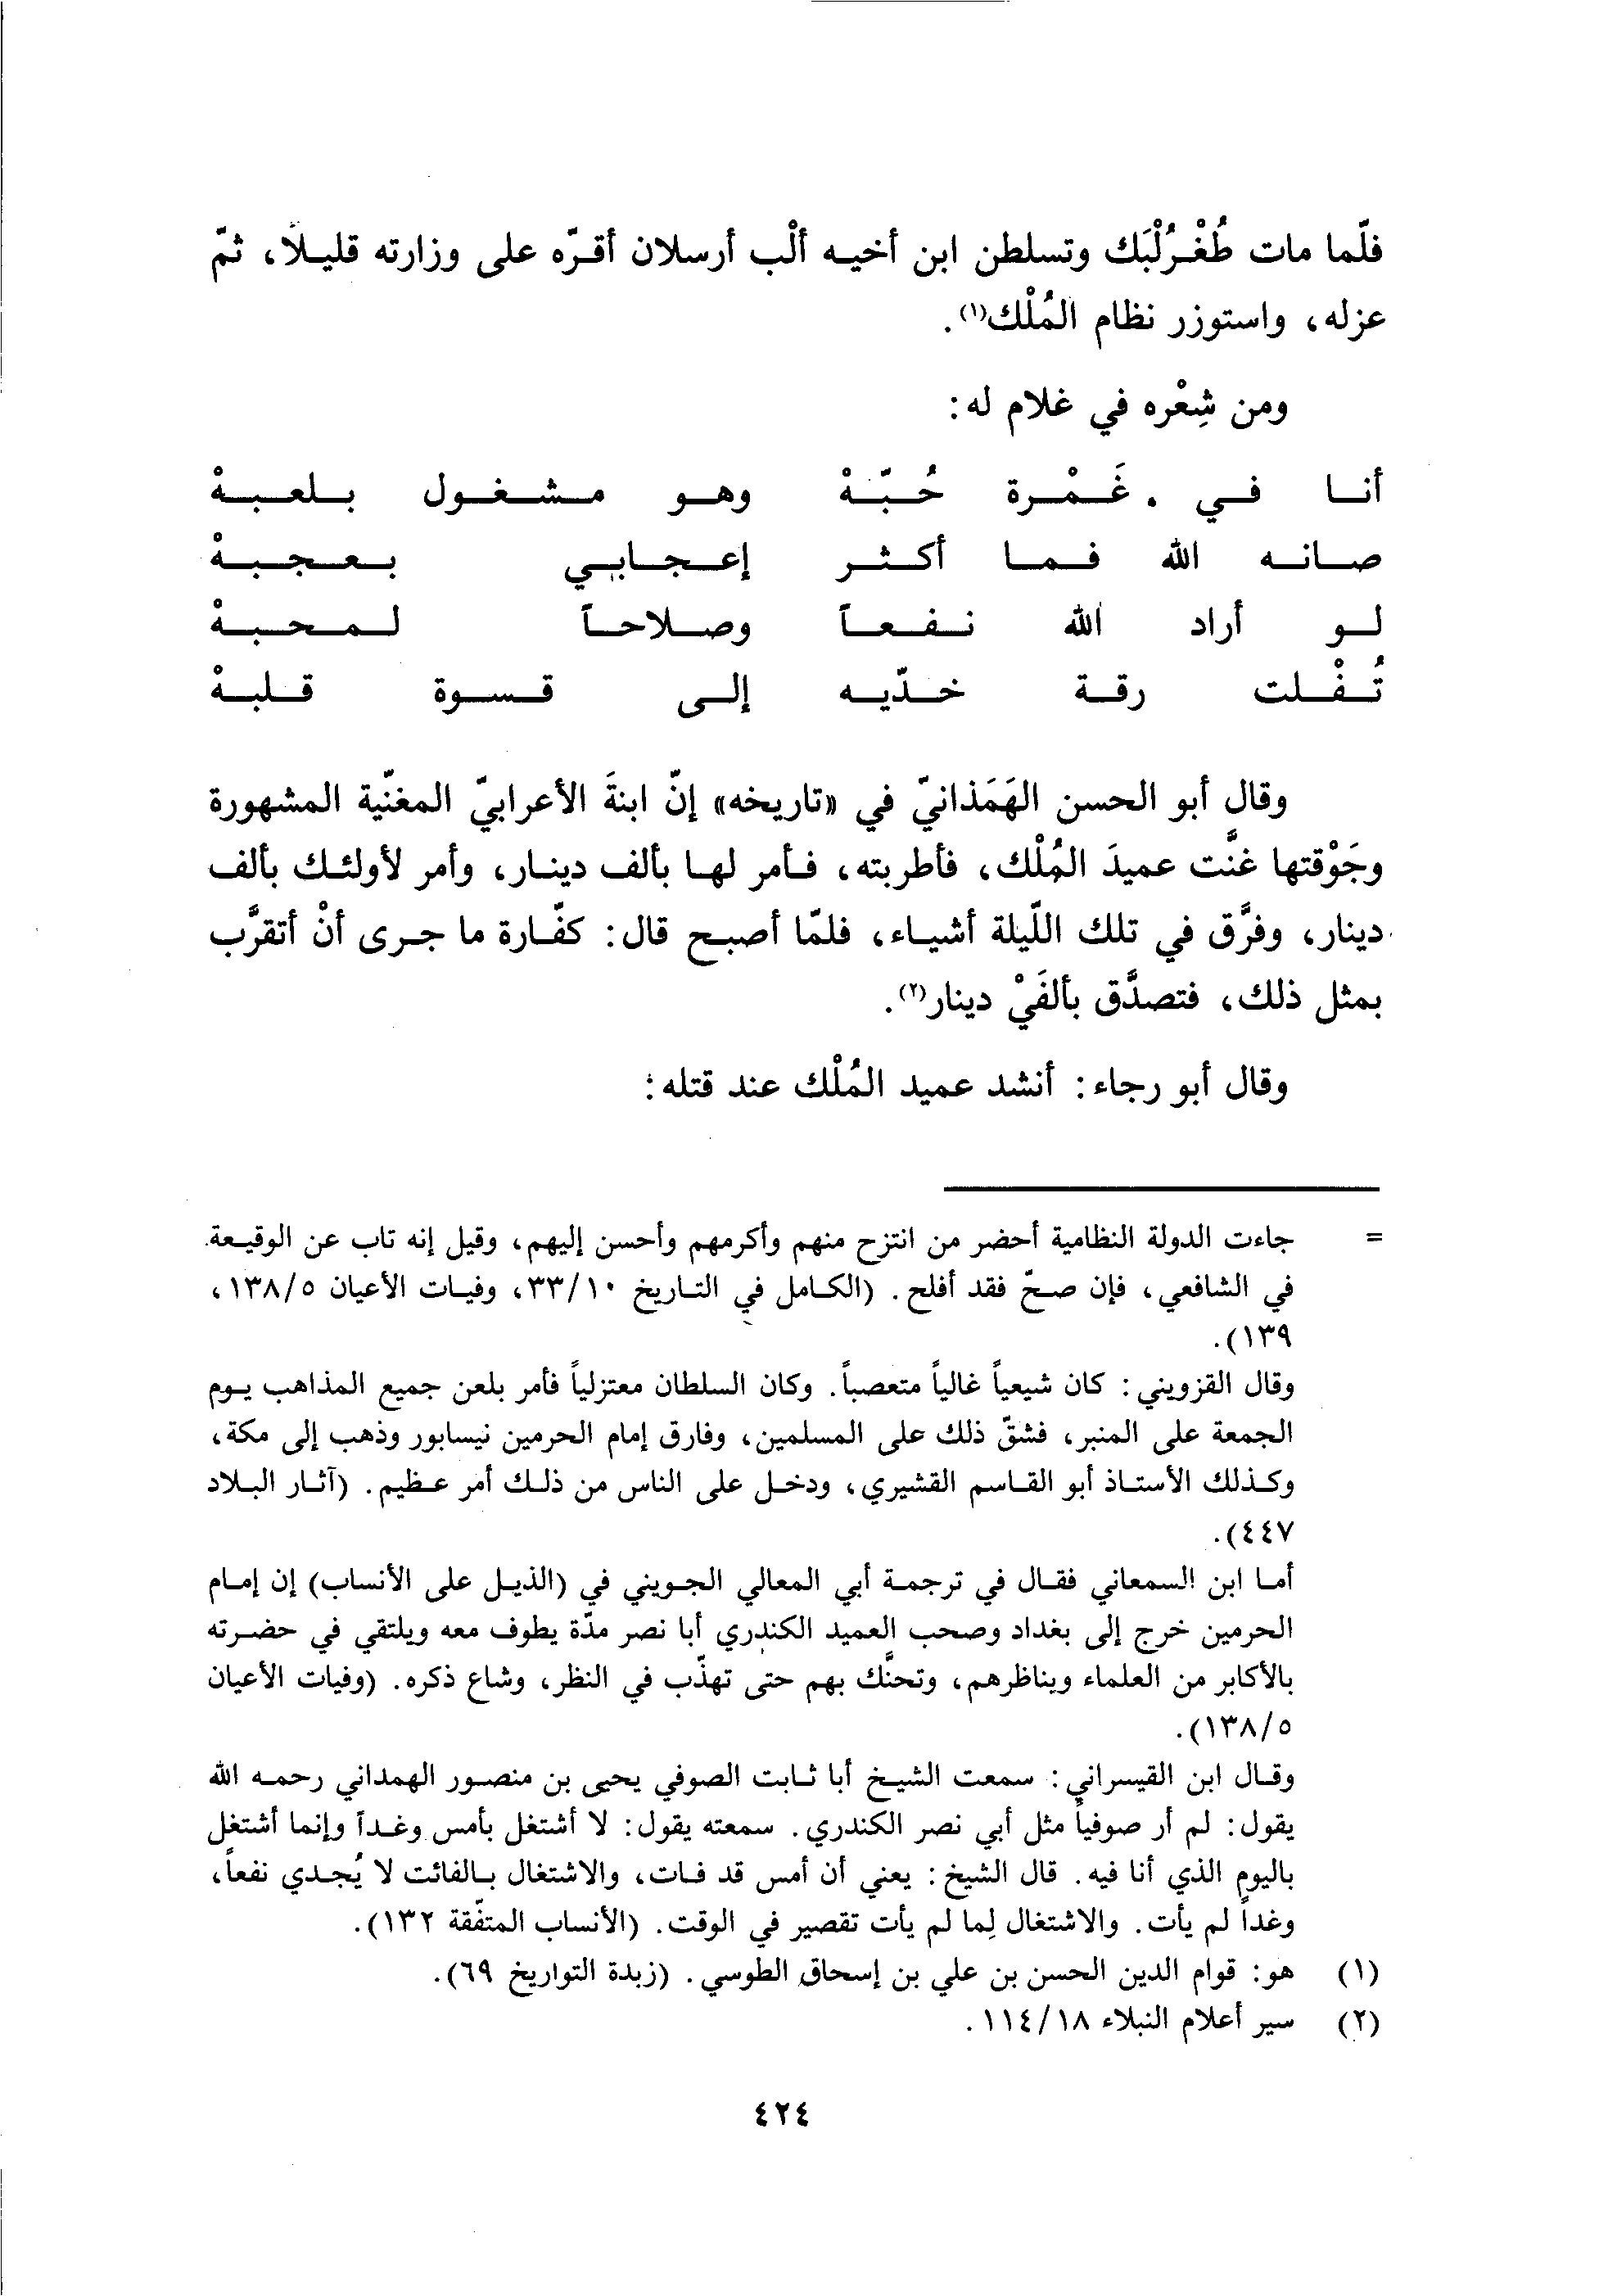 فلّما مات طُغْرُلْبَك وتسلطن ابن أخيه ألْب أرسلان أقرّه على وزارته قليلًا، ثمّ
عزله، واستوزر نظام المُلْك(١).
ومن شِعْره في غلام له:
أنا في غَمْرة حُبّهْ وهو مشغول بلعبهْ
صانه الله فما أكثر إعجابي بعجبهْ
لو أراد الله نفعاً وصلاحاً لمحبهْ
تُفْلت رقة خدّيه إلى قسوة قلبهْ
وقال أبو الحسن الهَمَذانيّ في «تاريخه» إنّ ابنةَ الأعرابيّ المغنّية المشهورة
وجَوْقتها غنَّت عميدَ المُلْك، فأطربته، فأمر لها بألف دينار، وأمر لأولئك بألف
دينار، وفرَّق في تلك اللّيلة أشياء، فلمّا أصبح قال: كفّارة ما جرى أنْ أتقرَّب
بمثل ذلك، فتصدَّق بألفَيْ دينار(٢).
وقال أبو رجاء: أنشد عميد المُلْك عند قتله:
= جاءت الدولة النظامية أحضر من انتزح منهم وأكرمهم وأحسن إليهم، وقيل إنه تاب عن الوقيعة
في الشافعي، فإن صحّ فقد أفلح. (الكامل في التاريخ ٣٣/١٠، وفيات الأعيان ١٣٨/٥،
١٣٩).
وقال القزويني: كان شيعياً غالياً متعصباً. وكان السلطان معتزلياً فأمر بلعن جميع المذاهب يوم
الجمعة على المنبر، فشقّ ذلك على المسلمين، وفارق إمام الحرمين نيسابور وذهب إلى مكة،
وكذلك الأستاذ أبو القاسم القشيري، ودخل على الناس من ذلك أمر عظيم. (آثار البلاد
٤٤٧).
أما ابن السمعاني فقال في ترجمة أبي المعالي الجويني في (الذيل على الأنساب) إن إمام
الحرمين خرج إلى بغداد وصحب العميد الكندري أبا نصر مدّة يطوف معه ويلتقي في حضرته
بالأكابر من العلماء ويناظرهم، وتحنَّك بهم حتى تهذّب في النظر، وشاع ذكره. (وفيات الأعيان
١٣٨/٥).
وقال ابن القيسراني: سمعت الشيخ أبا ثابت الصوفي يحيى بن منصور الهمداني رحمه الله
يقول: لم أر صوفياً مثل أبي نصر الكندري. سمعته يقول: لا أشتغل بأمس وغداً وإنما أشتغل
باليوم الذي أنا فيه. قال الشيخ: يعني أن أمس قد فات، والاشتغال بالفائت لا يُجدي نفعاً،
وغداً لم يأت. والاشتغال لِما لم يأت تقصير في الوقت. (الأنساب المتفّقة ١٣٢).
(١) هو: قوام الدين الحسن بن علي بن إسحاق الطوسي. (زبدة التواريخ ٦٩).
(٢) سير أعلام النبلاء ١١٤/١٨.
٤٢٤